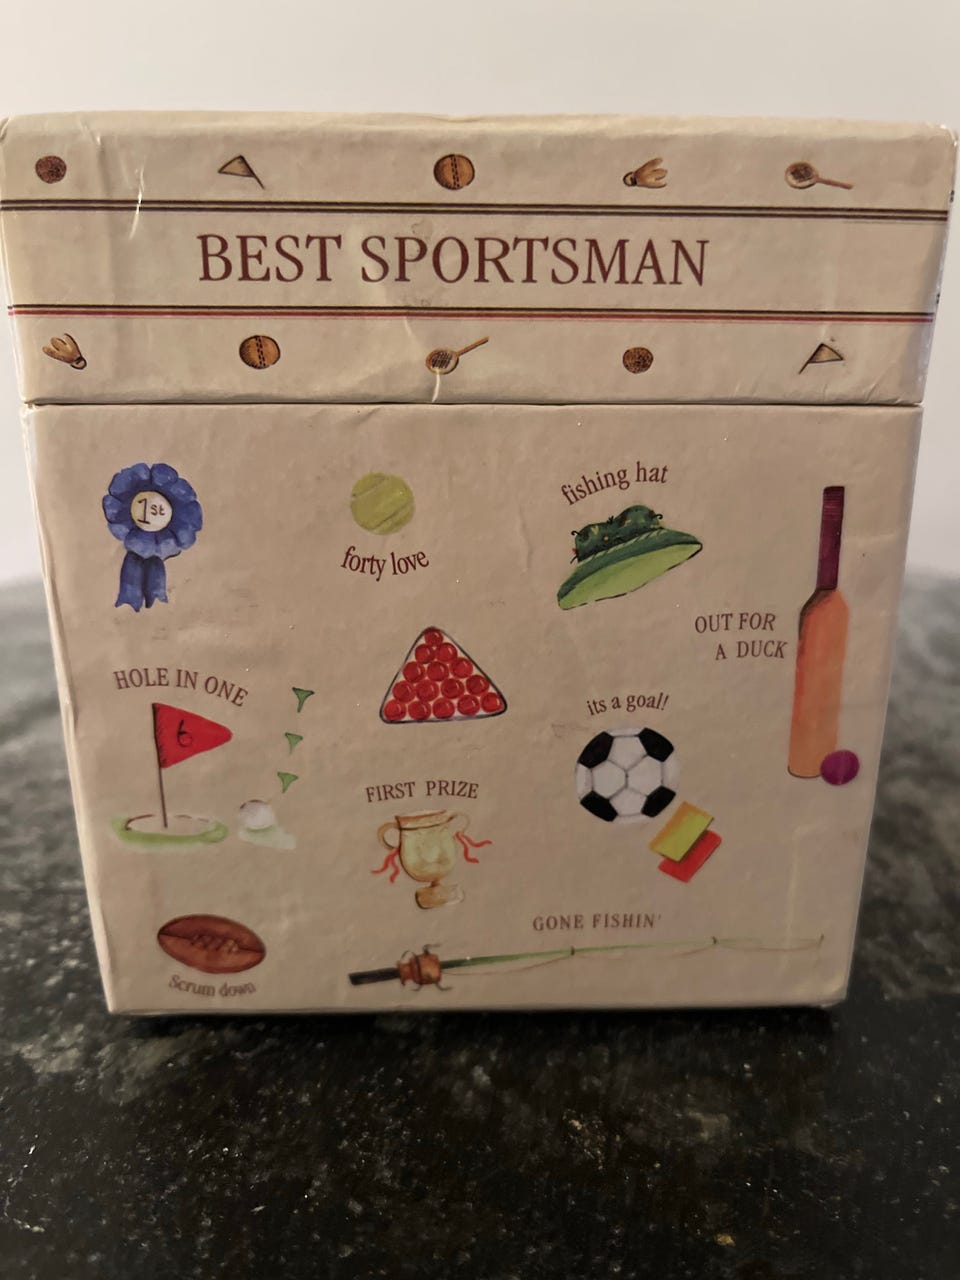 BEST SPORTSMAN
1st
forty love
fishing hat
OUT FOR
A DUCK
HOLE IN ONE
6
its a goal!
FIRST PRIZE
GONE FISHIN'
Scrum down